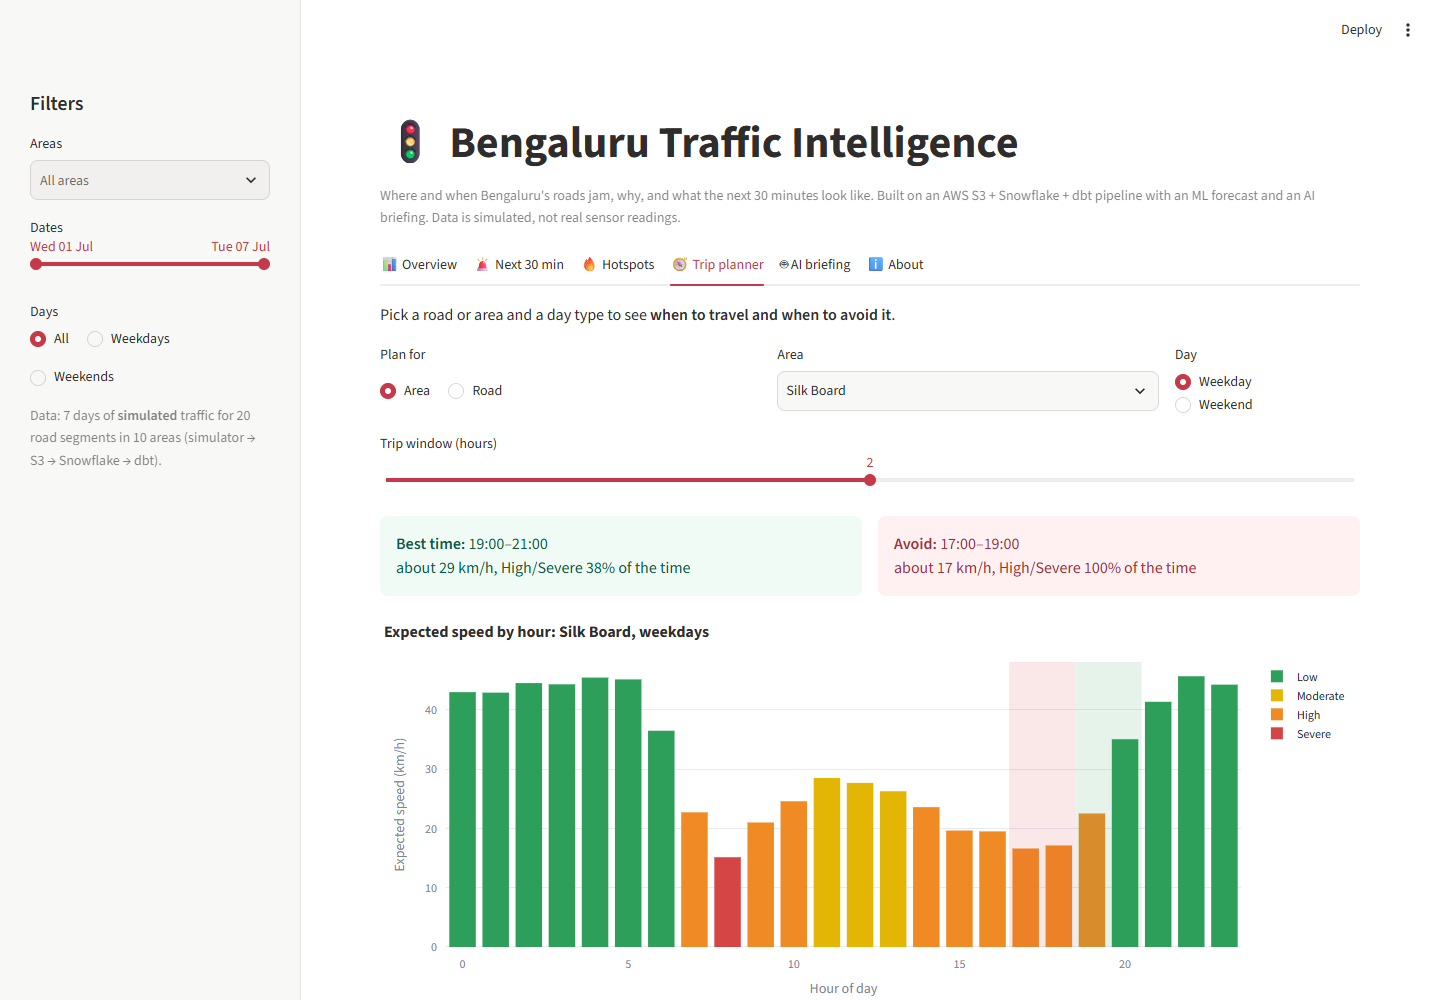 Deploy
Filters
Areas
All areas
Dates
Wed 01 Jul Tue 07 Jul
Days
All Weekdays
Weekends
Data: 7 days of simulated traffic for 20
road segments in 10 areas (simulator →
S3 → Snowflake → dbt).
Bengaluru Traffic Intelligence
Where and when Bengaluru's roads jam, why, and what the next 30 minutes look like. Built on an AWS S3 + Snowflake + dbt pipeline with an ML forecast and an AI
briefing. Data is simulated, not real sensor readings.
Overview Next 30 min Hotspots Trip planner AI briefing About
Pick a road or area and a day type to see when to travel and when to avoid it.
Plan for Area Day
Area Road Silk Board Weekday
Weekend
Trip window (hours)
2
Best time: 19:00–21:00
about 29 km/h, High/Severe 38% of the time
Avoid: 17:00–19:00
about 17 km/h, High/Severe 100% of the time
Expected speed by hour: Silk Board, weekdays
Low
Moderate
High
Severe
Expected speed (km/h)
40
30
20
10
0
0 5 10 15 20
Hour of day